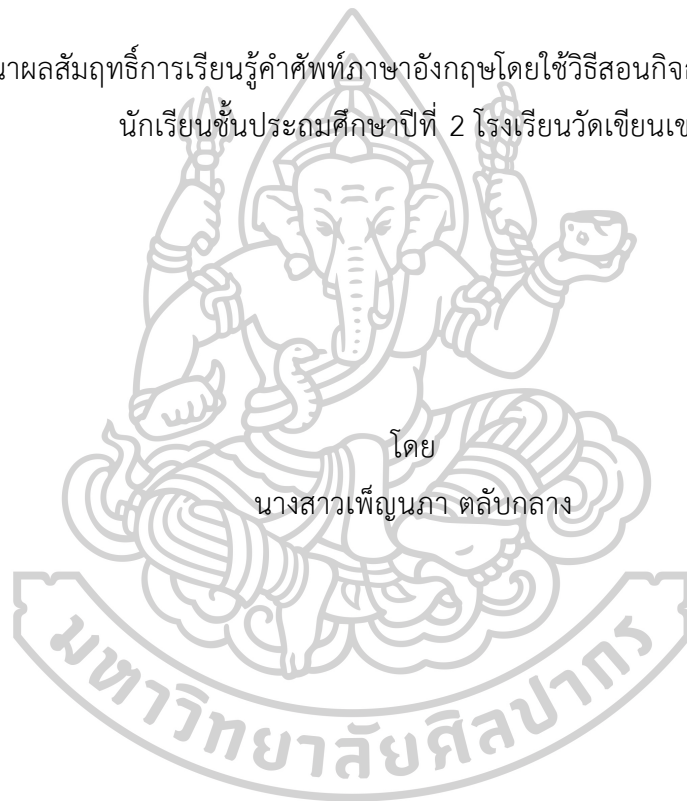 นาผลสัมฤทธิ์การเรียนรู้คำศัพท์ภาษาอังกฤษโดยใช้วิธีสอนกิจก
นักเรียนชั้นประถมศึกษาปีที่ 2 โรงเรียนวัดเขียนเข
โดย
นางสาวเพ็ญนภา ตลับกลาง
มหาวิทยาลัยศิลปากร